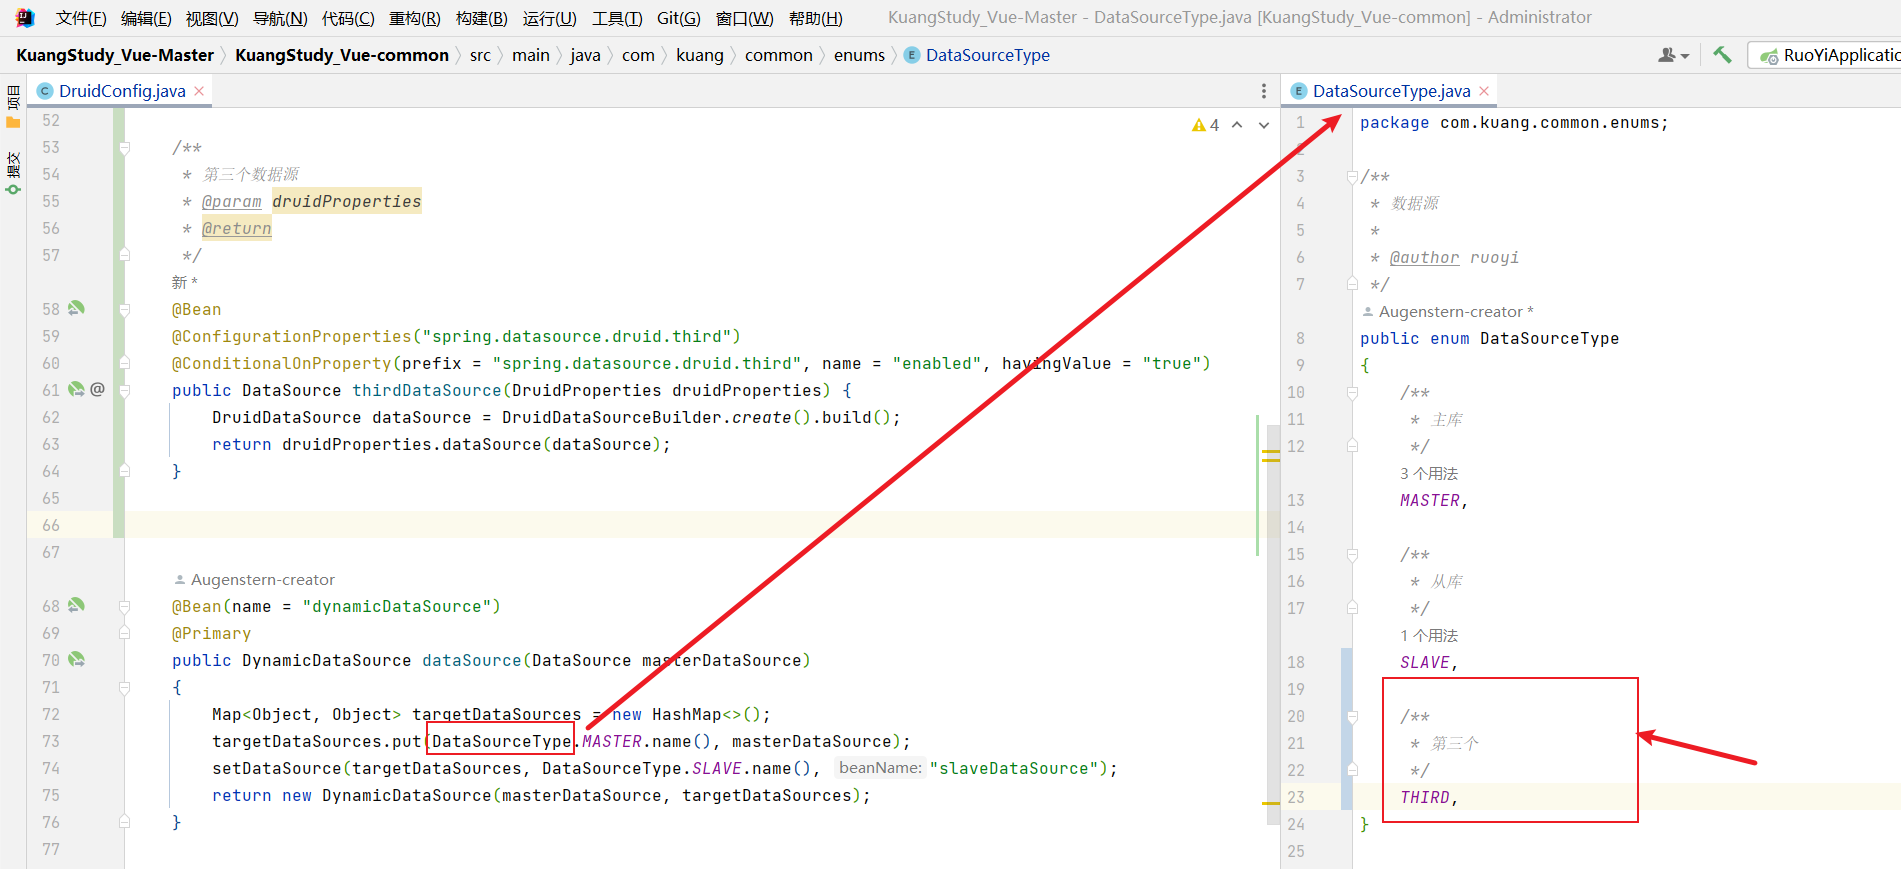 文件(F) 编辑(E) 视图(V) 导航(N) 代码(C) 重构(R) 构建(B) 运行(U) 工具(T) Git(G) 窗口(W) 帮助(H) KuangStudy_Vue-Master - DataSourceType.java [KuangStudy_Vue-common] - Administrator
KuangStudy_Vue-Master KuangStudy_Vue-common src main java com kuang common enums E DataSourceType RuoYiApplicatio
项目
提交
C DruidConfig.java
4
52
53 /**
54 * 第三个数据源
55 * @param druidProperties
56 * @return
57 */
新 *
58 @Bean
59 @ConfigurationProperties("spring.datasource.druid.third")
60 @ConditionalOnProperty(prefix = "spring.datasource.druid.third", name = "enabled", havingValue = "true")
61 @ public DataSource thirdDataSource(DruidProperties druidProperties) {
62 DruidDataSource dataSource = DruidDataSourceBuilder.create().build();
63 return druidProperties.dataSource(dataSource);
64 }
65
66
67
Augenstern-creator
68 @Bean(name = "dynamicDataSource")
69 @Primary
70 public DynamicDataSource dataSource(DataSource masterDataSource)
71 {
72 Map<Object, Object> targetDataSources = new HashMap<>();
73 targetDataSources.put(DataSourceType.MASTER.name(), masterDataSource);
74 setDataSource(targetDataSources, DataSourceType.SLAVE.name(), beanName: "slaveDataSource");
75 return new DynamicDataSource(masterDataSource, targetDataSources);
76 }
77
E DataSourceType.java
1 package com.kuang.common.enums;
2
3 /**
4 * 数据源
5 *
6 * @author ruoyi
7 */
Augenstern-creator *
8 public enum DataSourceType
9 {
10 /**
11 * 主库
12 */
3 个用法
13 MASTER,
14
15 /**
16 * 从库
17 */
1 个用法
18 SLAVE,
19
20 /**
21 * 第三个
22 */
23 THIRD,
24 }
25